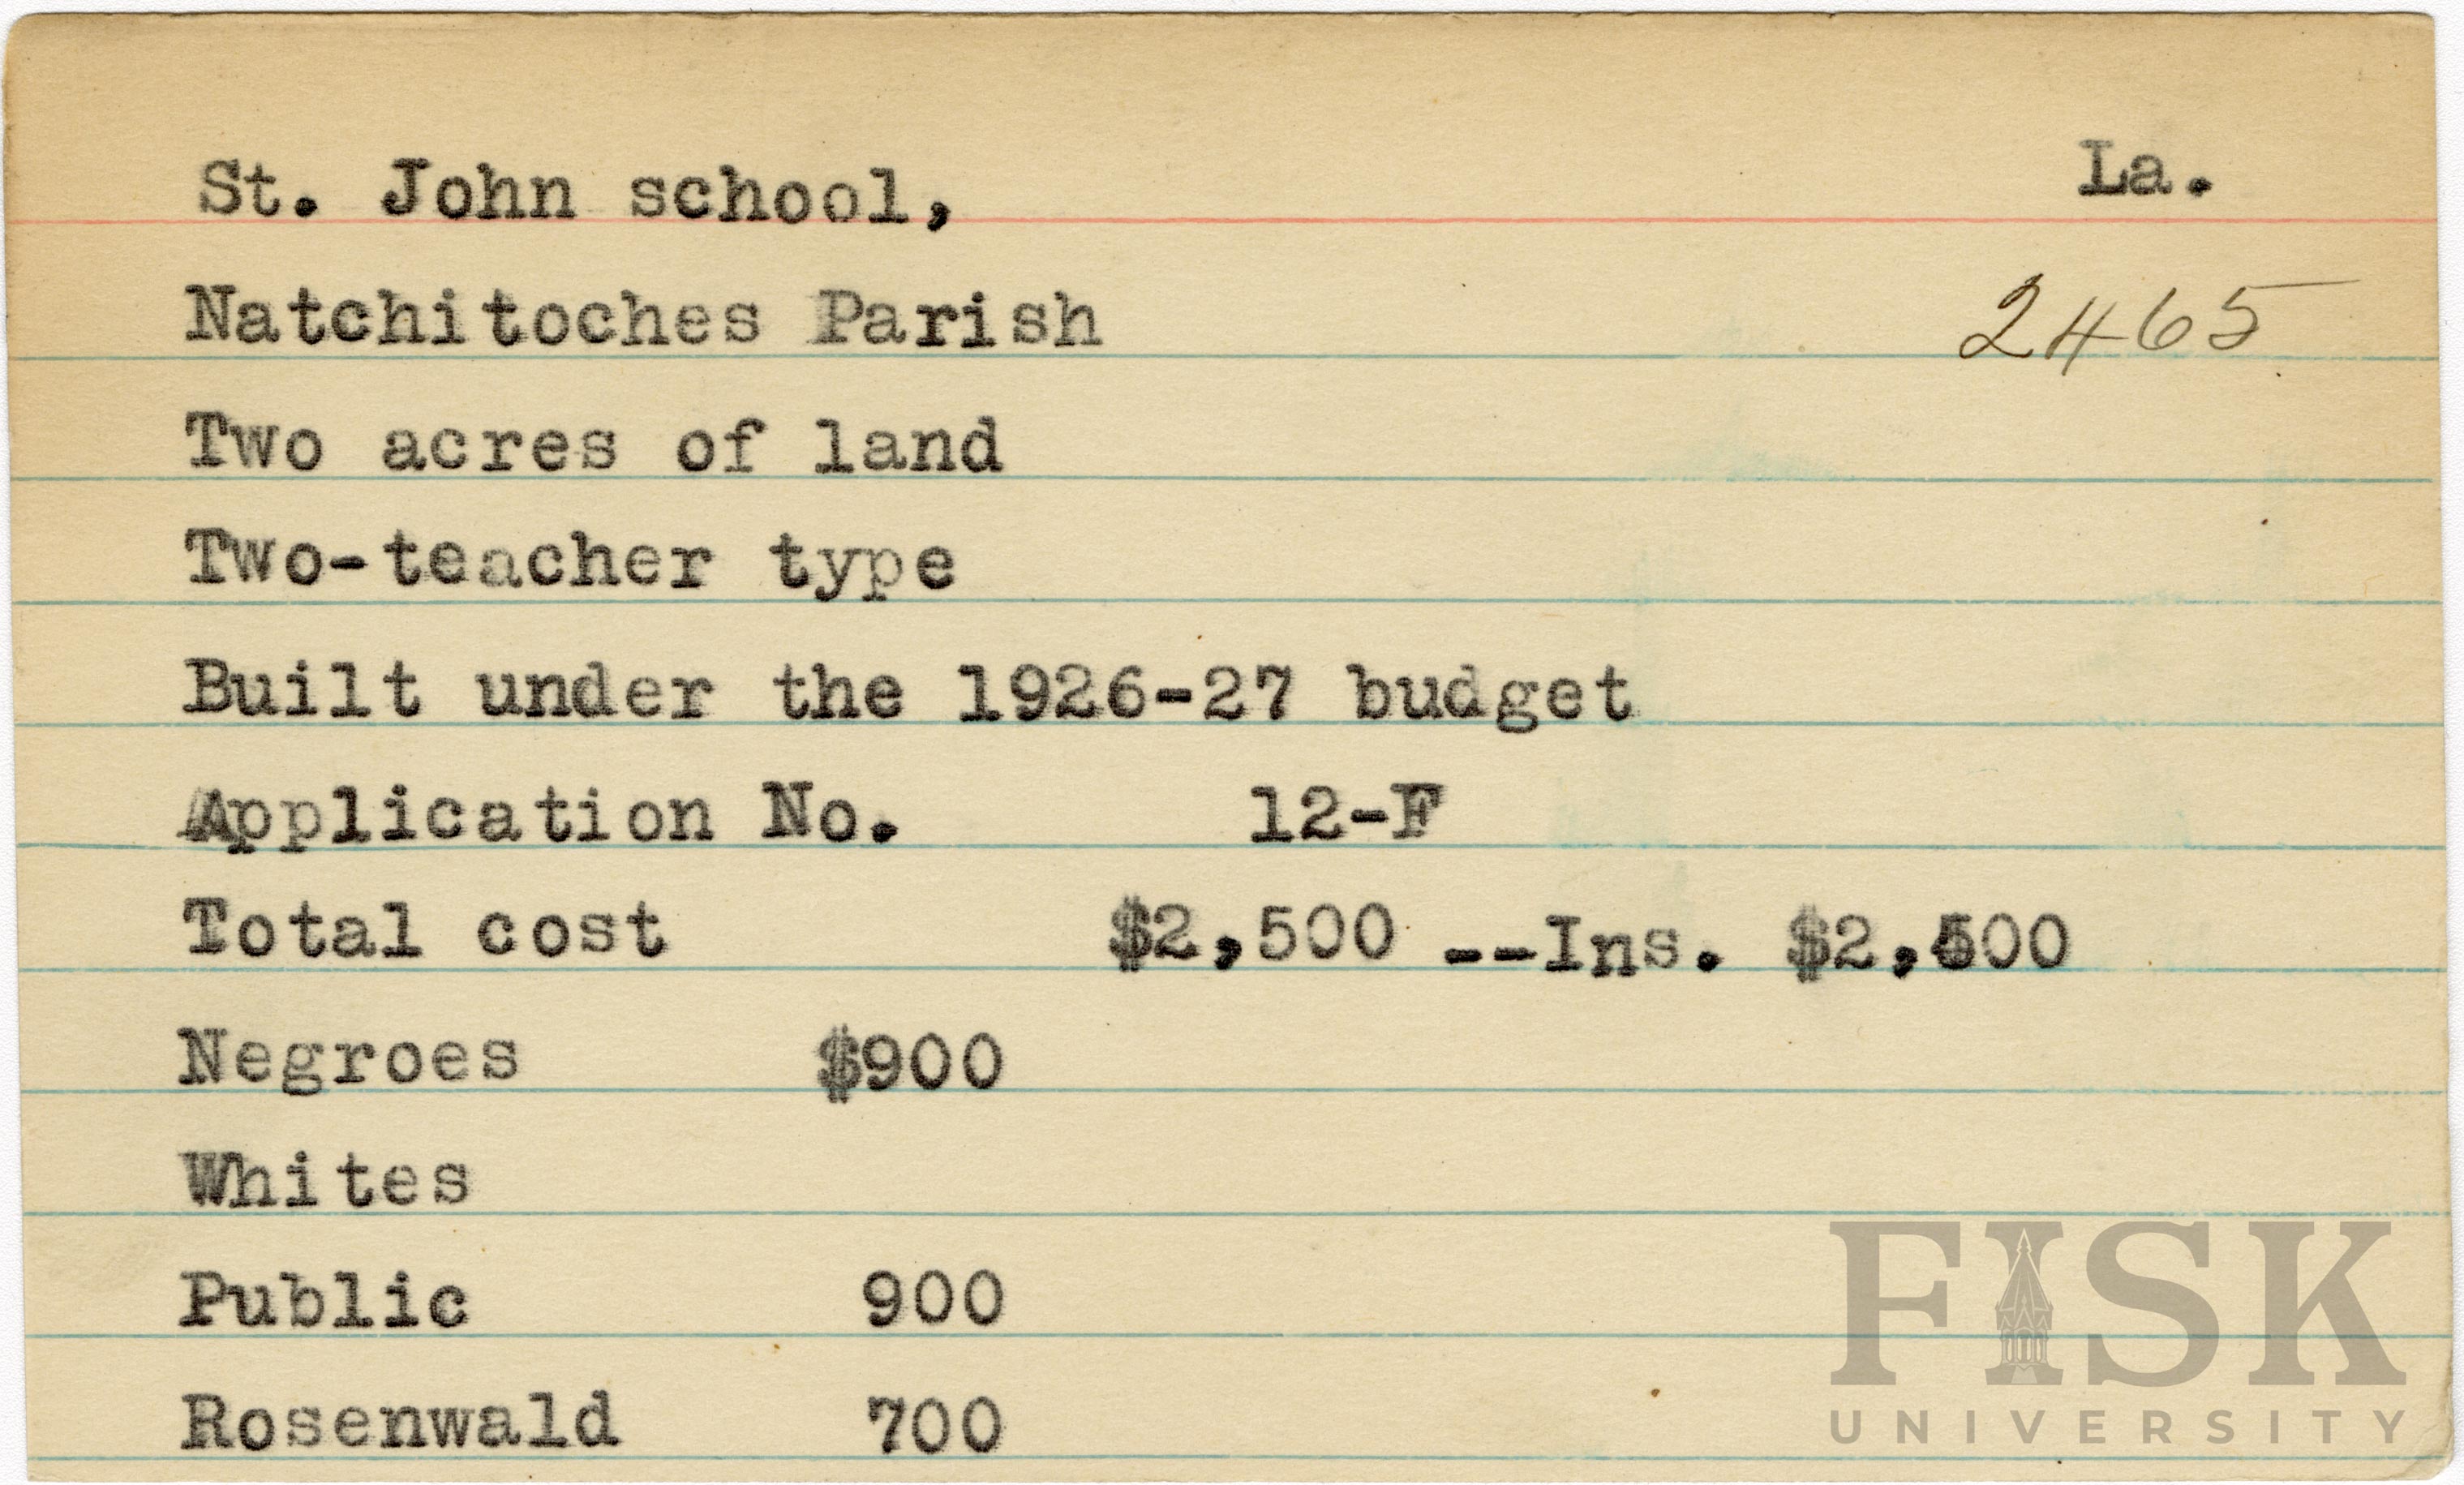 St. John school, La.
Natchitoches Parish 2465
Two acres of land
Two-teacher type
Built under the 1926-27 budget
Application No. 12-F
Total cost $2,500 --Ins. $2,
Negroes $900
Whites
Public 900
Rosenwald 700
FISK
UNIVERSITY